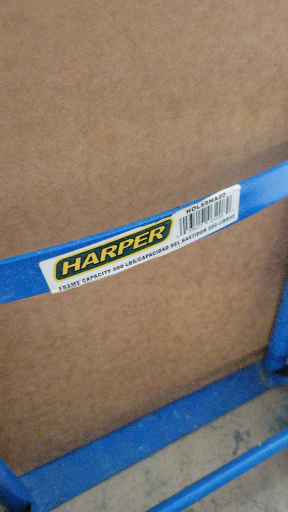 HARPER
FRAME CAPACITY 300 LBS/CAPACIDAD DEL BASTIDOR 300 LIBRAS